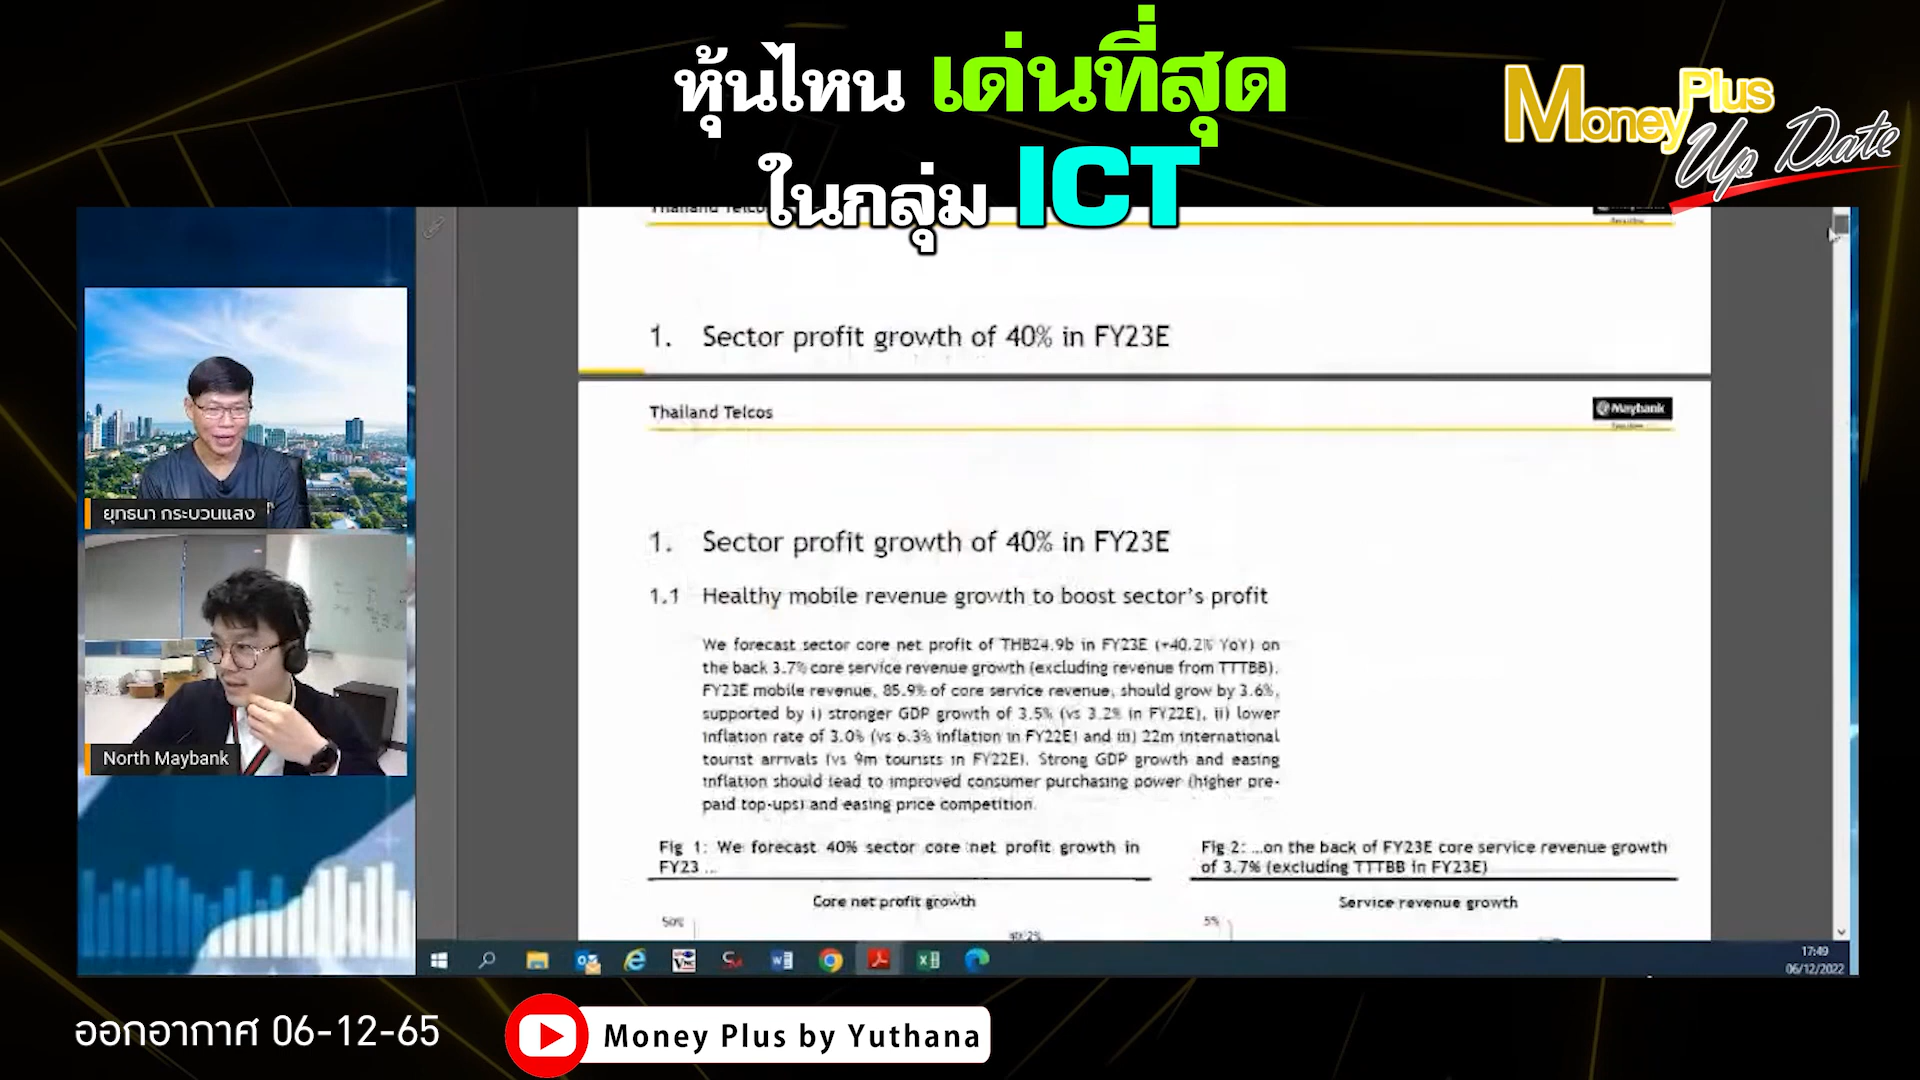 หุ้นไหน เด่นที่สุด
ในกลุ่ม ICT
Money Plus
Up Date
Thailand Telcos
1. Sector profit growth of 40% in FY23E
Thailand Telcos
Maybank
1. Sector profit growth of 40% in FY23E
1.1 Healthy mobile revenue growth to boost sector's profit
We forecast sector core net profit of THB24.9b in FY23E (+40.2% YoY) on
the back 3.7% core service revenue growth (excluding revenue from TTTBB).
FY23E mobile revenue, 85.9% of core service revenue, should grow by 3.6%,
supported by i) stronger GDP growth of 3.5% (vs 3.2% in FY22E), ii) lower
inflation rate of 3.0% (vs 6.3% inflation in FY22E) and iii) 22m international
tourist arrivals (vs 9m tourists in FY22E). Strong GDP growth and easing
inflation should lead to improved consumer purchasing power (higher pre-
paid top-ups) and easing price competition.
Fig 1: We forecast 40% sector core net profit growth in
FY23 ...
Core net profit growth
50%
40.2%
Fig 2: ...on the back of FY23E core service revenue growth
of 3.7% (excluding TTTBB in FY23E)
Service revenue growth
5%
ยุทธนา กระบวนแสง
North Maybank
17:49
06/12/2022
ออกอากาศ 06-12-65
Money Plus by Yuthana